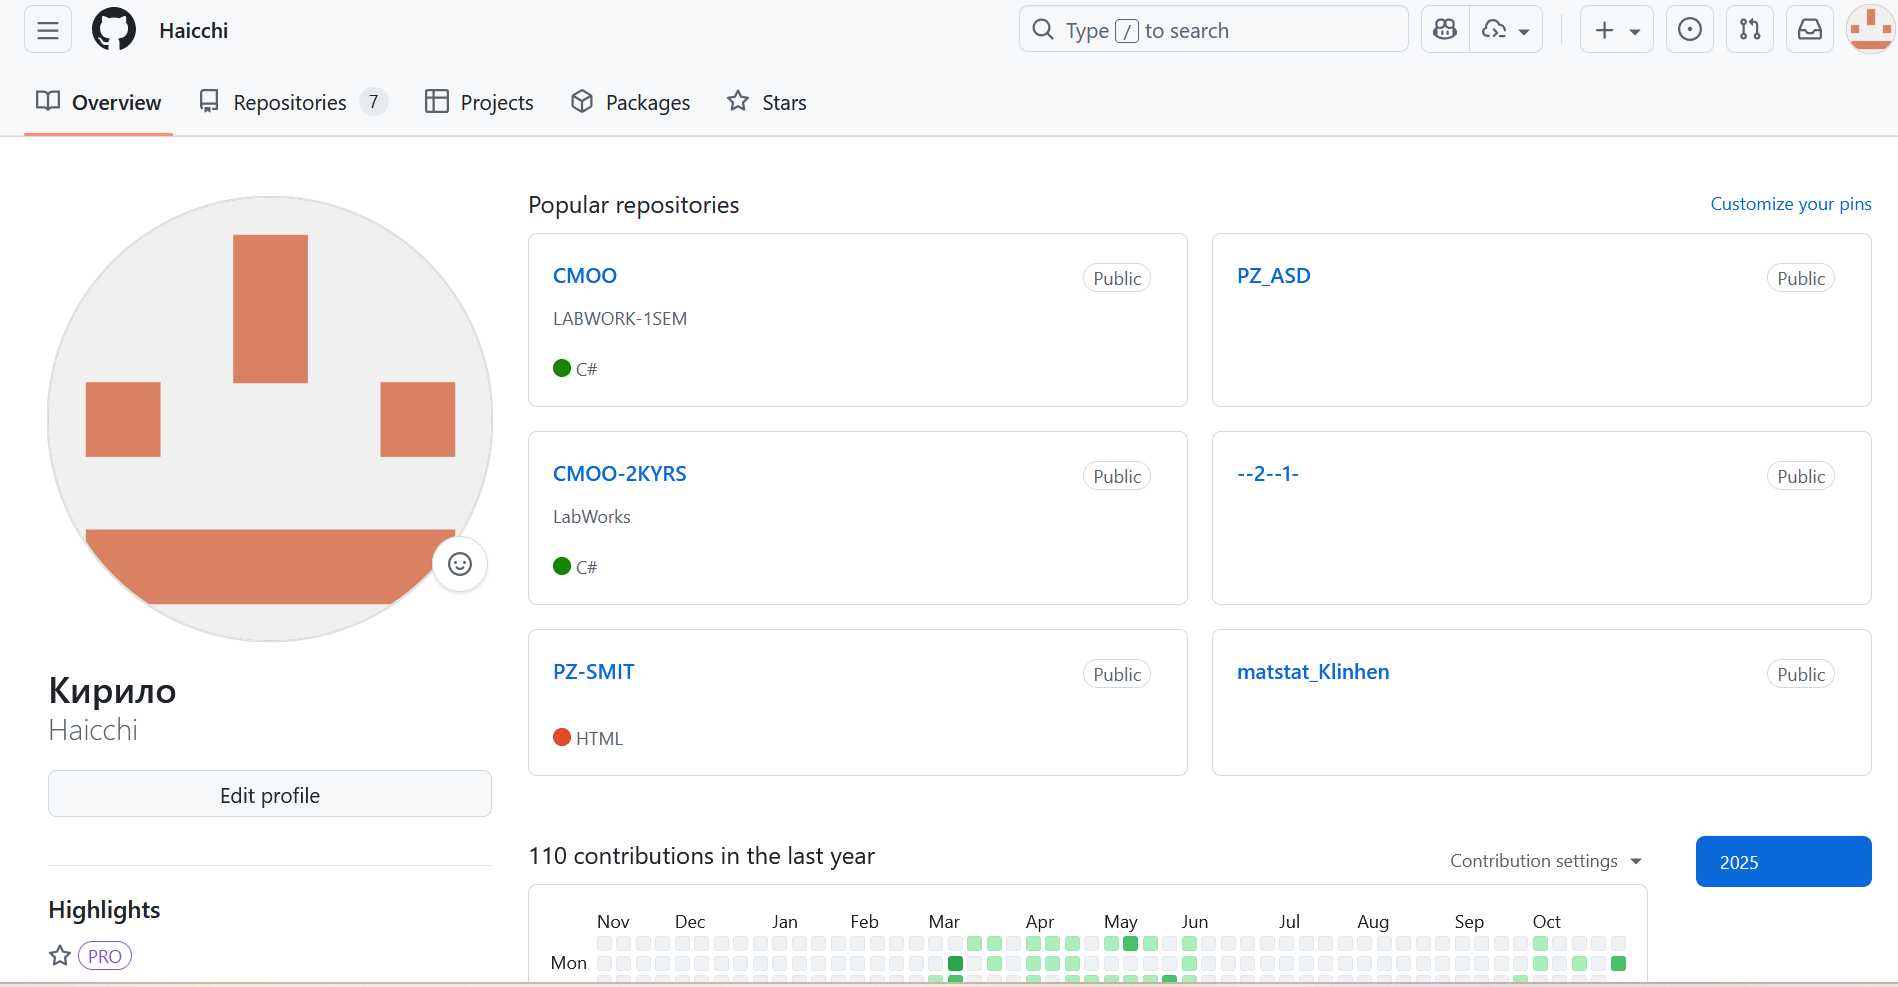 Haicchi
Type / to search
Overview
Repositories 7
Projects
Packages
Stars
Popular repositories
Customize your pins
CMOO
Public
LABWORK-1SEM
C#
PZ_ASD
Public
CMOO-2KYRS
Public
LabWorks
C#
--2--1-
Public
PZ-SMIT
Public
HTML
matstat_Klinhen
Public
Кирило
Haicchi
Edit profile
Highlights
PRO
110 contributions in the last year
Contribution settings
2025
Nov Dec Jan Feb Mar Apr May Jun Jul Aug Sep Oct
Mon